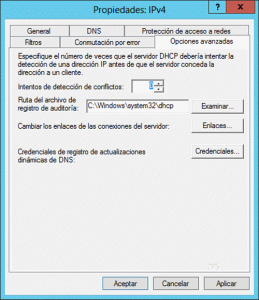 Propiedades: IPv4
General
DNS
Protección de acceso a redes
Filtros
Conmutación por error
Opciones avanzadas
Especifique el número de veces que el servidor DHCP debería intentar la
detección de una dirección IP antes de que el servidor conceda la
dirección a un cliente.
Intentos de detección de conflictos:
0
Ruta del archivo de
registro de auditoría:
C:\Windows\system32\dhcp
Examinar...
Cambiar los enlaces de las conexiones del servidor:
Enlaces...
Credenciales de registro de actualizaciones
dinámicas de DNS:
Credenciales...
Aceptar
Cancelar
Aplicar